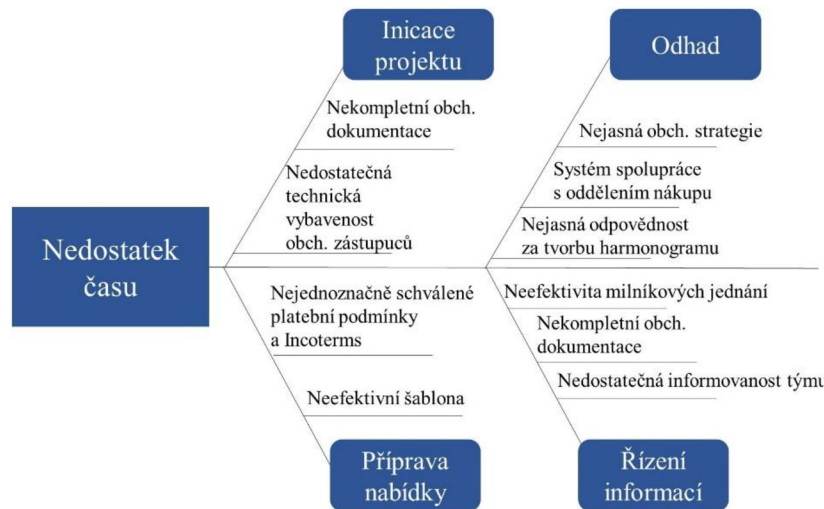 Inicace
projektu
Odhad
Nekompletní obch.
dokumentace
Nedostatečná
technická
vybavenost
obch. zástupců
Nejasná obch. strategie
Systém spolupráce
s oddělením nákupu
Nejasná odpovědnost
za tvorbu harmonogramu
Nedostatek
času
Nejednoznačně schválené
platební podmínky
a Incoterms
Neefektivní šablona
Neefektivita milníkových jednání
Nekompletní obch.
dokumentace
Nedostatečná informovanost týmu
Příprava
nabídky
Řízení
informací